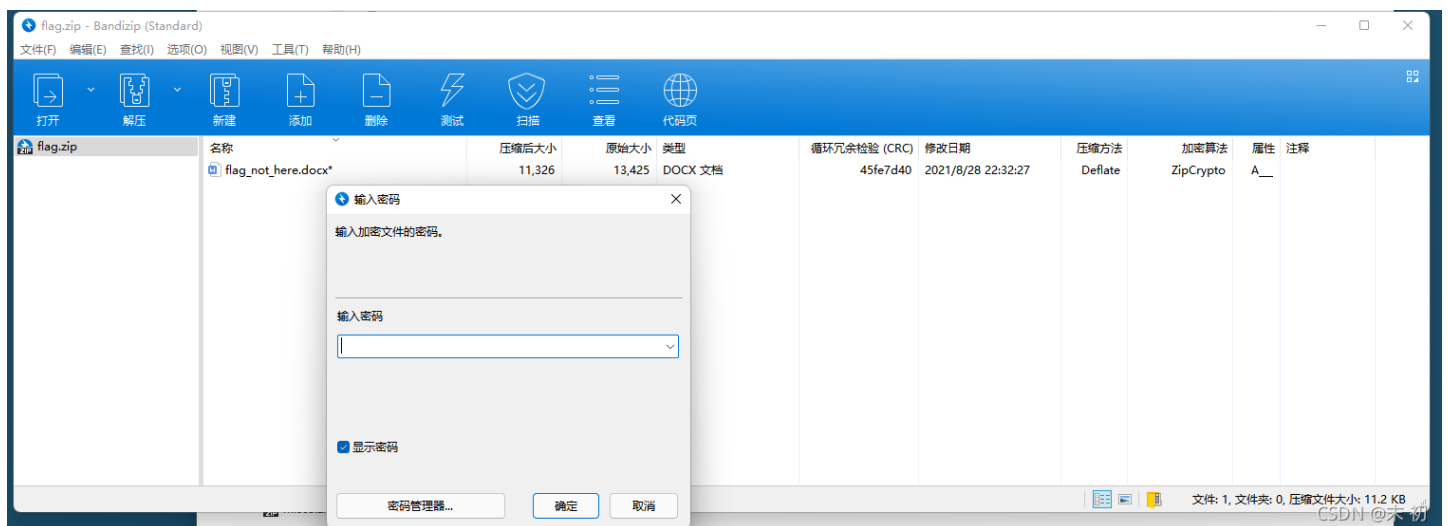 flag.zip - Bandizip (Standard)
文件(F) 编辑(E) 查找(I) 选项(O) 视图(V) 工具(T) 帮助(H)
打开 解压 新建 添加 删除 测试 扫描 查看 代码页
flag.zip
名称 压缩后大小 原始大小 类型 循环冗余检验 (CRC) 修改日期 压缩方法 加密算法 属性 注释
flag_not_here.docx* 11,326 13,425 DOCX 文档 45fe7d40 2021/8/28 22:32:27 Deflate ZipCrypto A__
输入密码
输入加密文件的密码。
输入密码
显示密码
密码管理器... 确定 取消
文件: 1, 文件夹: 0, 压缩文件大小: 11.2 KB
CSDN @末 初